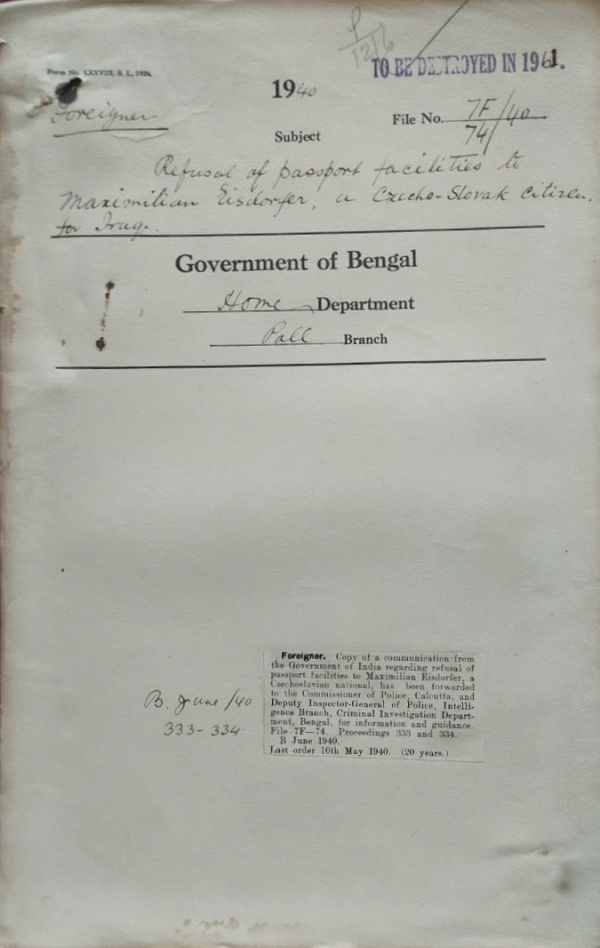 Form No. XXXVIII, S. L., 1924.
12/6
TO BE DESTROYED IN 1961.
1940
Foreigner
File No. 7F/40
74
Subject
Refusal of passport facilities to
Maximilian Eisdorfer, a Czecho-Slovak citizen.
for Iraq.
Government of Bengal
Home Department
Poll Branch
B. June /40
333-334
Foreigner. Copy of a communication from
the Government of India regarding refusal of
passport facilities to Maximilian Eisdorfer, a
Czechoslavian national, has been forwarded
to the Commissioner of Police, Calcutta, and
Deputy Inspector-General of Police, Intelli-
gence Branch, Criminal Investigation Depart-
ment, Bengal, for information and guidance.
File 7F—74. Proceedings 333 and 334.
B June 1940.
Last order 16th May 1940. (20 years.)